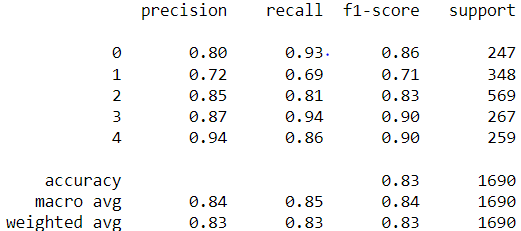 precision recall f1-score support
0 0.80 0.93 0.86 247
1 0.72 0.69 0.71 348
2 0.85 0.81 0.83 569
3 0.87 0.94 0.90 267
4 0.94 0.86 0.90 259
accuracy 0.83 1690
macro avg 0.84 0.85 0.84 1690
weighted avg 0.83 0.83 0.83 1690